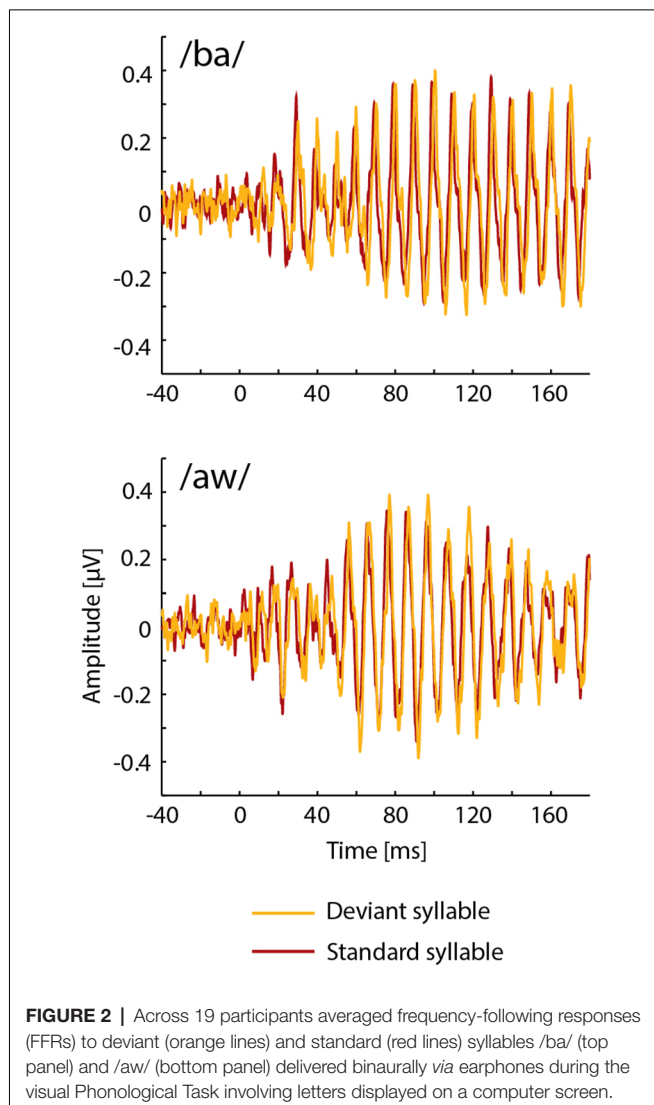 /ba/
0.4
0.2
0
-0.2
-0.4
-40 0 40 80 120 160
/aw/
0.4
0.2
0
-0.2
-0.4
Amplitude [µV]
-40 0 40 80 120 160
Time [ms]
Deviant syllable
Standard syllable
FIGURE 2 | Across 19 participants averaged frequency-following responses
(FFRs) to deviant (orange lines) and standard (red lines) syllables /ba/ (top
panel) and /aw/ (bottom panel) delivered binaurally via earphones during the
visual Phonological Task involving letters displayed on a computer screen.